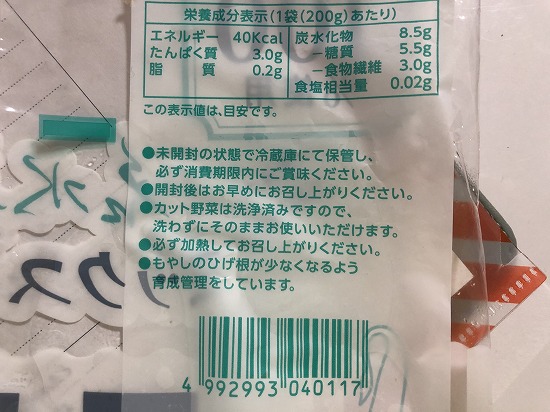 栄養成分表示(1袋(200g)あたり)
エネルギー 40Kcal
たんぱく質 3.0g
脂質 0.2g
炭水化物 8.5g
−糖質 5.5g
−食物繊維 3.0g
食塩相当量 0.02g
この表示値は、目安です。
●未開封の状態で冷蔵庫にて保管し、
必ず消費期限内にご賞味ください。
●開封後はお早めにお召し上がりください。
●カット野菜は洗浄済みですので、
洗わずにそのままお使いいただけます。
●必ず加熱してお召し上がりください。
●もやしのひげ根が少なくなるよう
育成管理をしています。
4 992993 040117